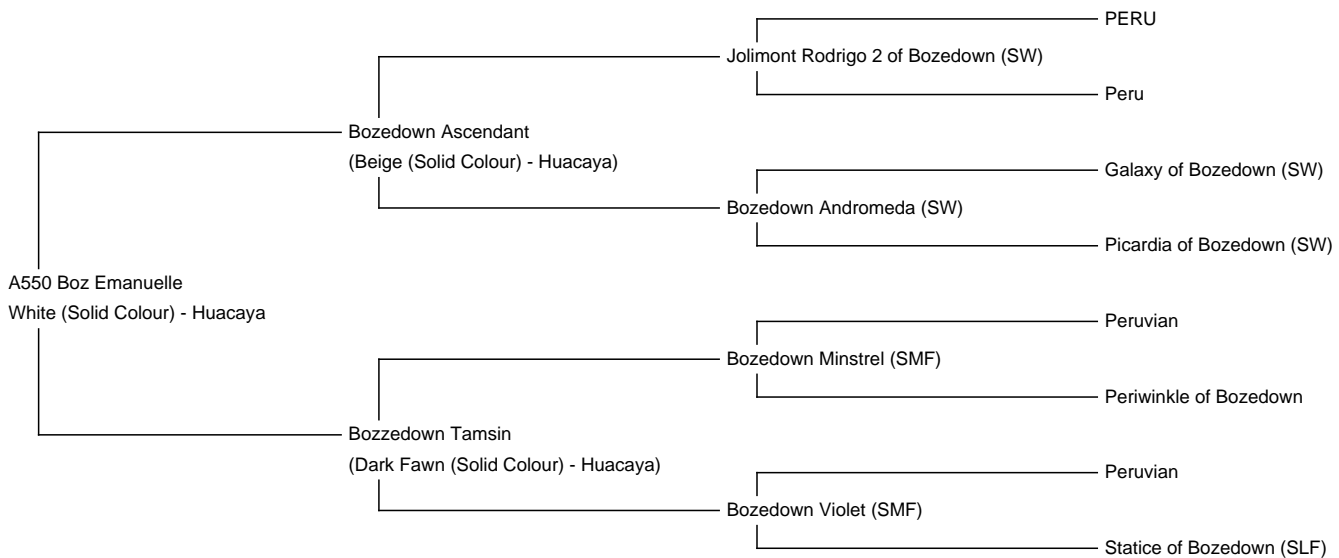 PERU
Jolimont Rodrigo 2 of Bozedown (SW)
Peru
Bozedown Ascendant
(Beige (Solid Colour) - Huacaya)
Galaxy of Bozedown (SW)
Bozedown Andromeda (SW)
Picardia of Bozedown (SW)
A550 Boz Emanuelle
White (Solid Colour) - Huacaya
Peruvian
Bozedown Minstrel (SMF)
Periwinkle of Bozedown
Bozzedown Tamsin
(Dark Fawn (Solid Colour) - Huacaya)
Peruvian
Bozedown Violet (SMF)
Statice of Bozedown (SLF)